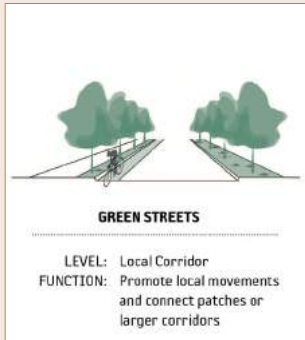 GREEN STREETS
LEVEL: Local Corridor
FUNCTION: Promote local movements
and connect patches or
larger corridors